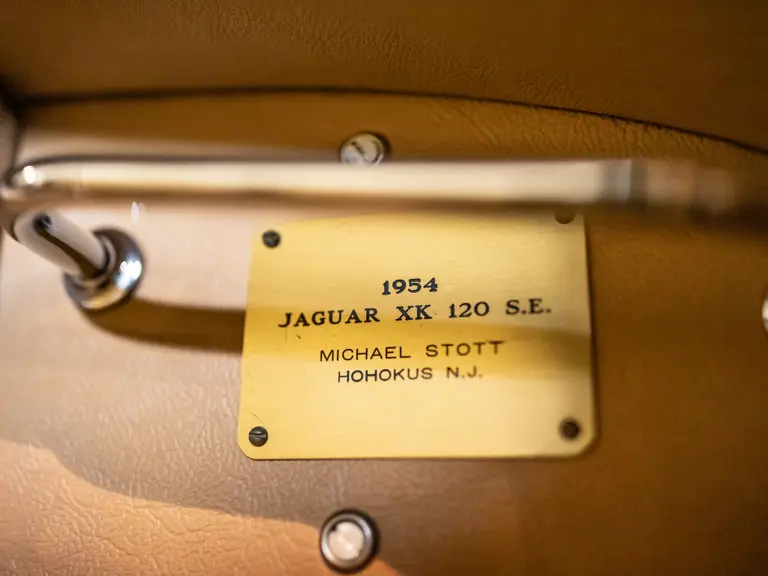 1954
JAGUAR XK 120 S.E.
MICHAEL STOTT
HOHOKUS N.J.